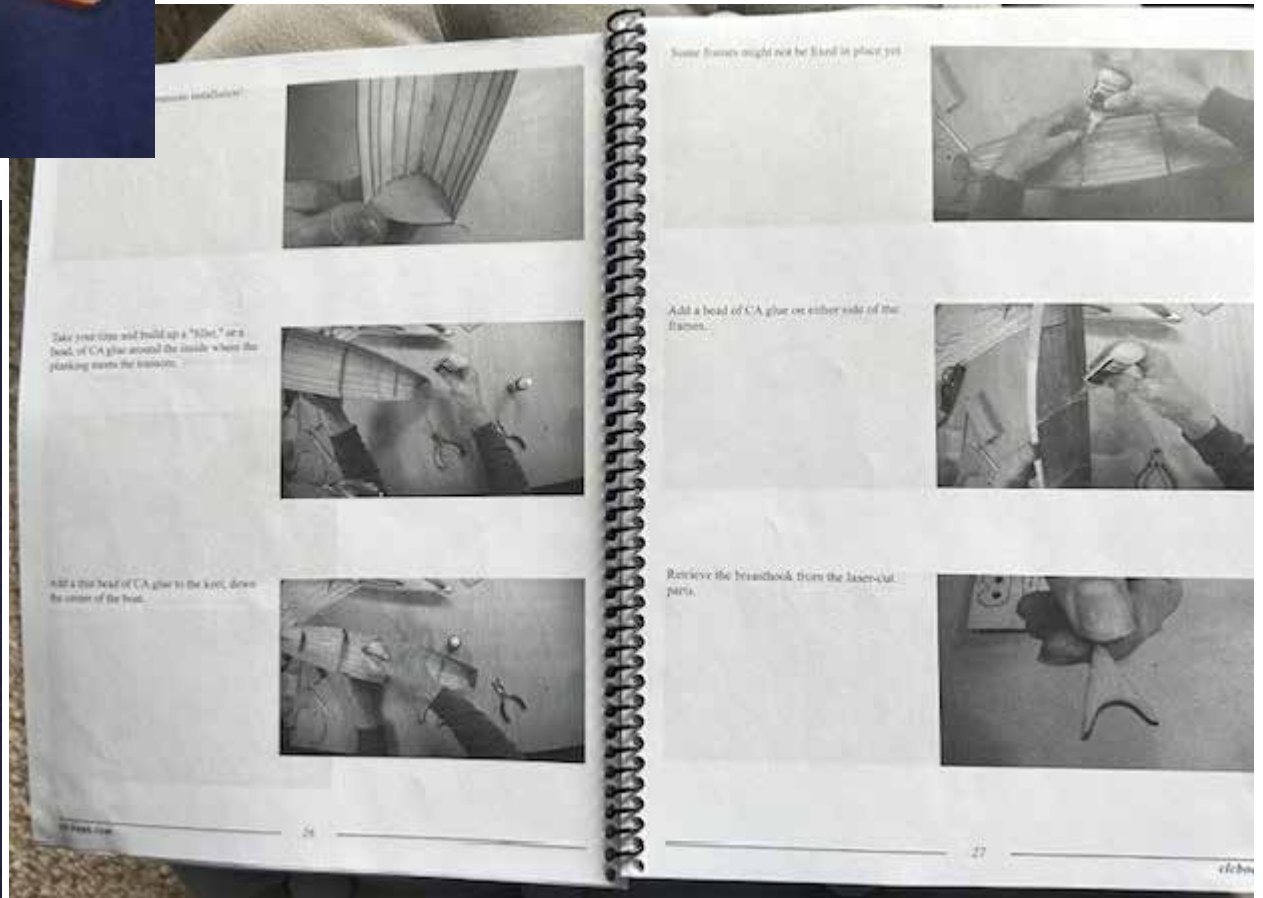 transom installation!
Take your time and build up a "fillet," or a
bead, of CA glue around the inside where the
planking meets the transom.
Add a thin bead of CA glue to the keel, down
the center of the boat.
26
Some frames might not be fixed in place yet
Add a bead of CA glue on either side of the
frames.
Retrieve the breasthook from the laser-cut
parts.
27
clcboa